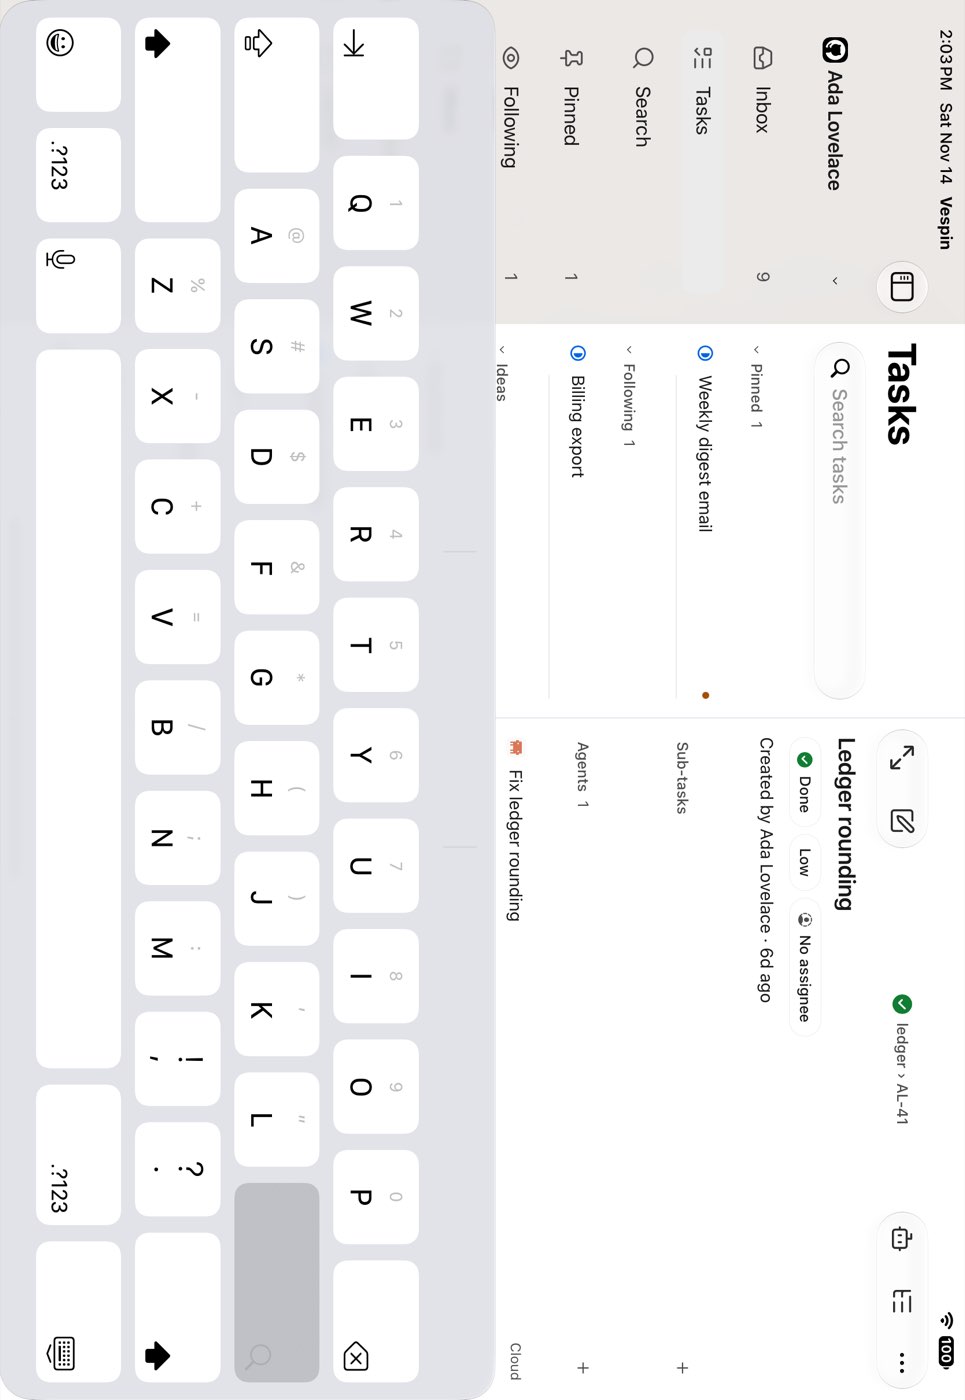 2:03 PM Sat Nov 14 Vespin
100
Ada Lovelace
Inbox 9
Tasks
Search
Pinned 1
Following 1
Tasks
Search tasks
Pinned 1
Weekly digest email
Following 1
Billing export
Ideas
ledger › AL-41
Ledger rounding
Done Low No assignee
Created by Ada Lovelace · 6d ago
Sub-tasks +
Agents 1 +
Fix ledger rounding Cloud
1 2 3 4 5 6 7 8 9 0
Q W E R T Y U I O P
@ # $ & * ( ) ' "
A S D F G H J K L
% - + = / ; : ! ?
Z X C V B N M , .
.?123 .?123